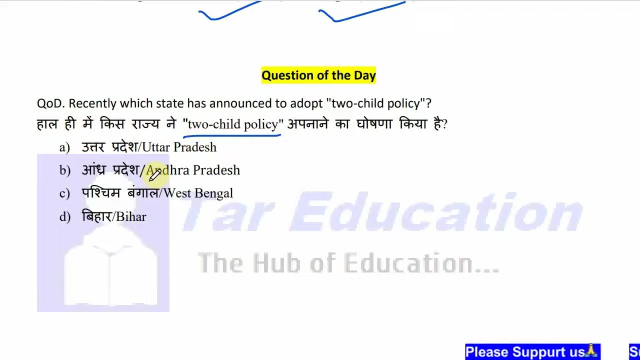 Question of the Day
QoD. Recently which state has announced to adopt "two-child policy"?
हाल ही में किस राज्य ने "two-child policy" अपनाने का घोषणा किया है?
a) उत्तर प्रदेश/Uttar Pradesh
b) आंध्र प्रदेश/Andhra Pradesh
c) पश्चिम बंगाल/West Bengal
d) बिहार/Bihar
Tar Education
The Hub of Education...
Please Suppurt us🙏